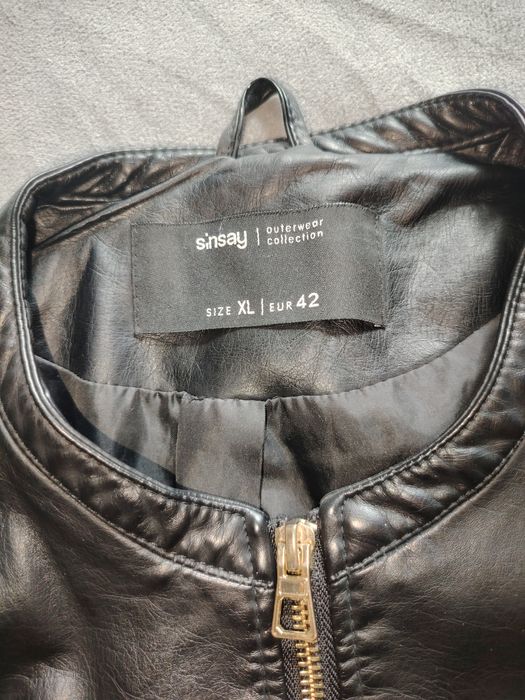 sinsay | outerwear
collection
SIZE XL | EUR 42